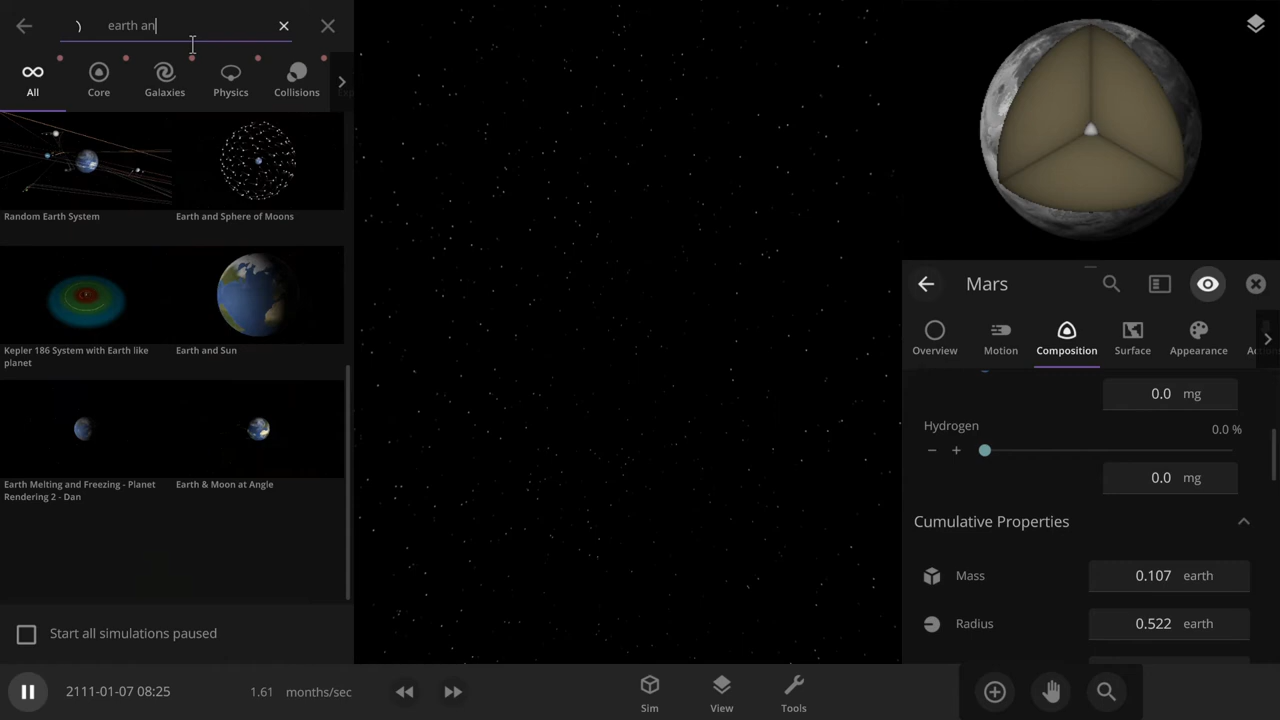 earth an
All
Core
Galaxies
Physics
Collisions
Random Earth System
Earth and Sphere of Moons
Kepler 186 System with Earth like
planet
Earth and Sun
Earth Melting and Freezing - Planet
Rendering 2 - Dan
Earth & Moon at Angle
Start all simulations paused
2111-01-07 08:25
1.61 months/sec
Sim
View
Tools
Mars
Overview
Motion
Composition
Surface
Appearance
0.0 mg
Hydrogen
0.0 %
0.0 mg
Cumulative Properties
Mass
0.107 earth
Radius
0.522 earth